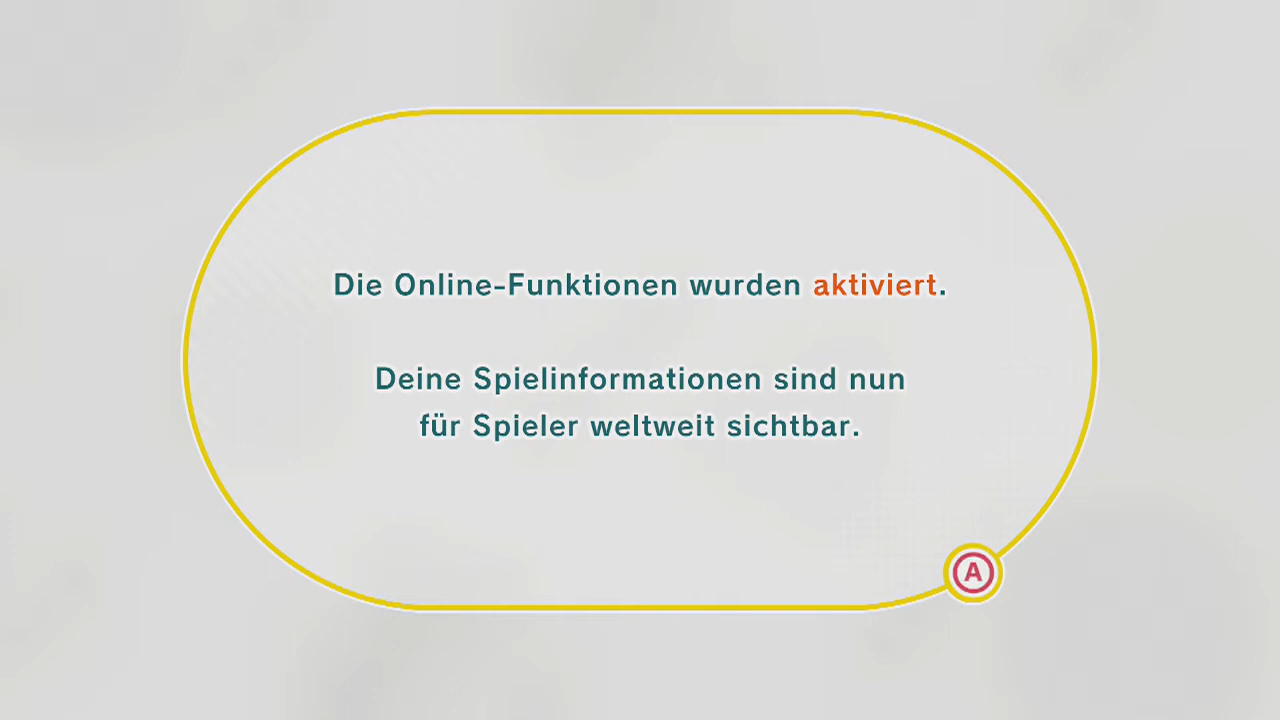 Die Online-Funktionen wurden aktiviert.
Deine Spielinformationen sind nun
für Spieler weltweit sichtbar.
A